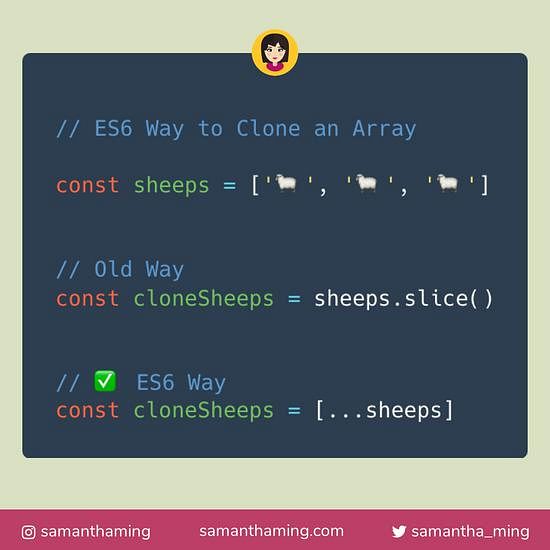 // ES6 Way to Clone an Array
const sheeps = ['🐑', '🐑', '🐑']
// Old Way
const cloneSheeps = sheeps.slice()
// ✅ ES6 Way
const cloneSheeps = [...sheeps]
samanthaming samanthaming.com samantha_ming